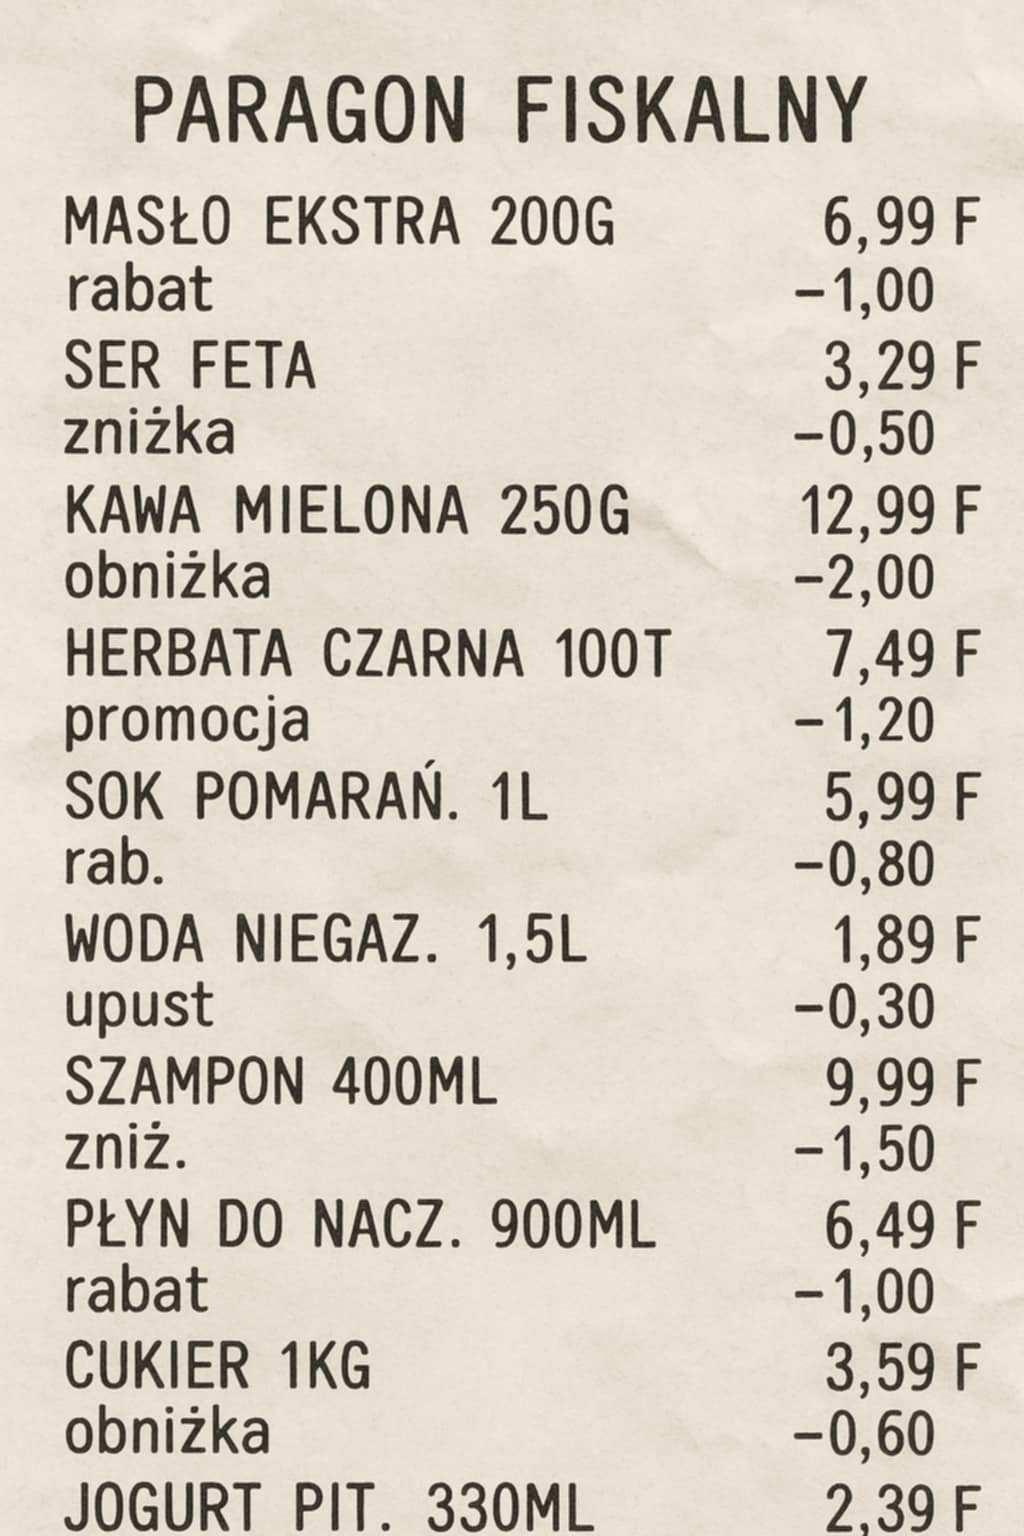 PARAGON FISKALNY
MASŁO EKSTRA 200G 6,99 F
rabat -1,00
SER FETA 3,29 F
zniżka -0,50
KAWA MIELONA 250G 12,99 F
obniżka -2,00
HERBATA CZARNA 100T 7,49 F
promocja -1,20
SOK POMARAŃ. 1L 5,99 F
rab. -0,80
WODA NIEGAZ. 1,5L 1,89 F
upust -0,30
SZAMPON 400ML 9,99 F
zniż. -1,50
PŁYN DO NACZ. 900ML 6,49 F
rabat -1,00
CUKIER 1KG 3,59 F
obniżka -0,60
JOGURT PIT. 330ML 2,39 F